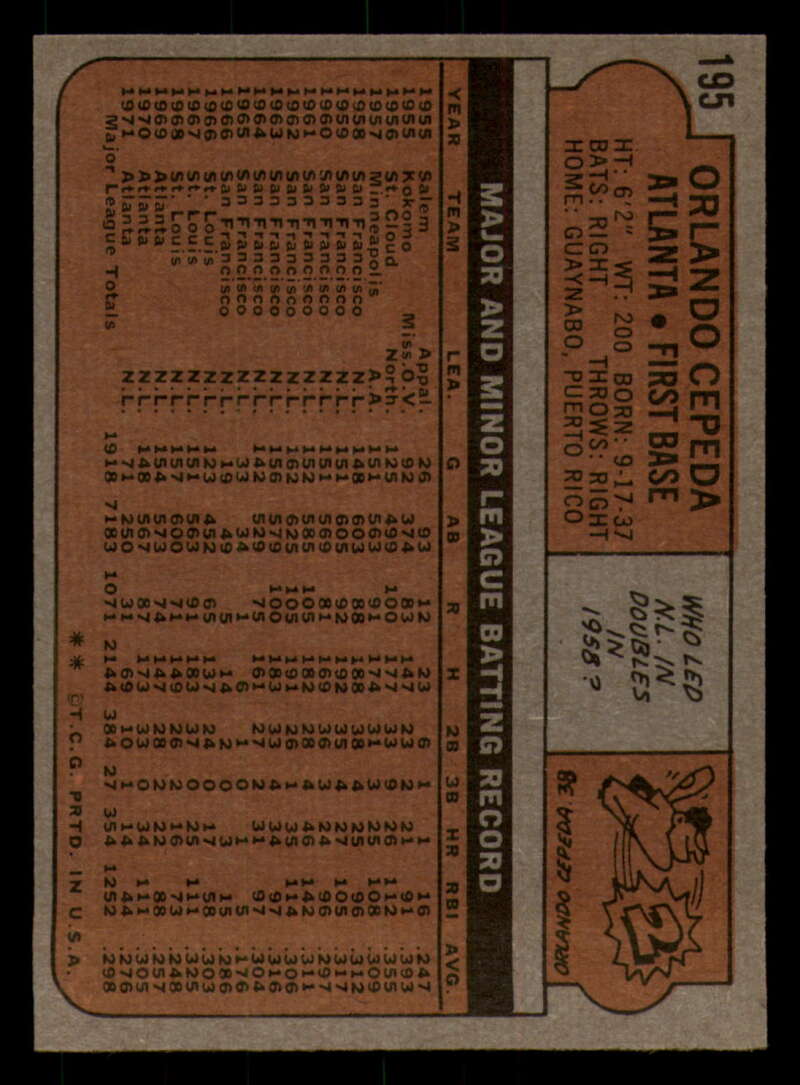 195
ORLANDO CEPEDA
ATLANTA • FIRST BASE
HT: 6'2" WT: 200 BORN: 9-17-37
BATS: RIGHT THROWS: RIGHT
HOME: GUAYNABO, PUERTO RICO
WHO LED
N.L. IN
DOUBLES
IN
1958?
ORLANDO CEPEDA 3B
MAJOR AND MINOR LEAGUE BATTING RECORD
YEAR TEAM LEA. G AB R H 2B 3B HR RBI AVG.
1955 Salem Appal. 26 93 12 23 6 1 1 16 .247
1955 Kokomo Miss.O.V. 92 374 83 147 23 2 21 91 .393
1956 St. Cloud North. 125 499 100 177 33 9 26 112 .355
1957 Minneapolis A.A. 151 563 91 174 31 3 25 108 .309
1958 San Francisco N.L. 148 603 88 188 38 4 25 96 .312
1959 San Francisco N.L. 151 605 92 192 35 4 27 105 .317
1960 San Francisco N.L. 151 569 81 169 36 3 24 96 .297
1961 San Francisco N.L. 152 585 105 182 28 4 46 142 .311
1962 San Francisco N.L. 162 625 105 191 26 1 35 114 .306
1963 San Francisco N.L. 156 579 100 183 33 4 34 97 .316
1964 San Francisco N.L. 142 529 75 161 27 2 31 97 .304
1965 San Francisco N.L. 33 34 1 6 1 0 1 5 .176
1966 San Francisco N.L. 19 49 5 14 2 0 3 15 .286
1966 St. Louis N.L. 123 452 65 137 24 0 17 58 .303
1967 St. Louis N.L. 151 563 91 183 37 0 25 111 .325
1968 St. Louis N.L. 157 600 71 149 26 2 16 73 .248
1969 Atlanta N.L. 154 573 74 147 28 2 22 88 .257
1970 Atlanta N.L. 148 567 87 173 33 0 34 111 .305
1971 Atlanta N.L. 71 250 31 69 10 1 14 44 .276
Major League Totals 1918 7183 1071 2144 384 27 354 1252 .298
** ©T.C.G. PRTD. IN U.S.A.